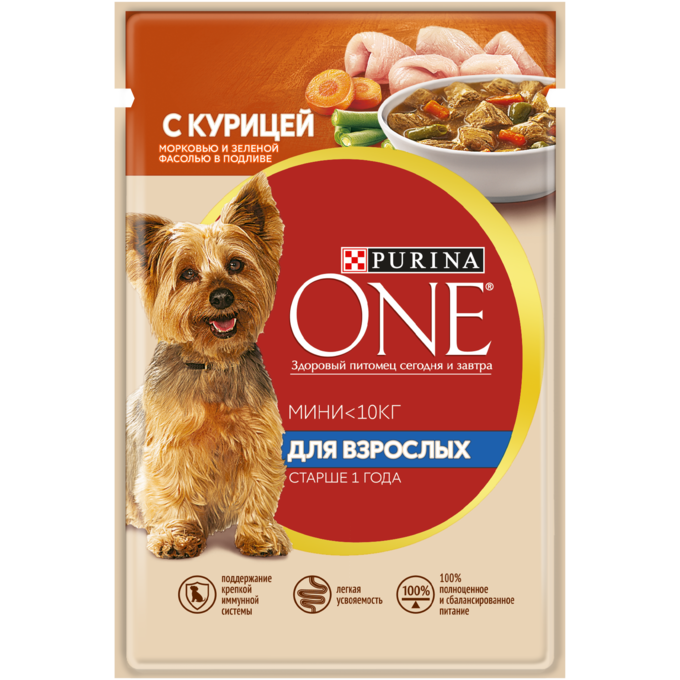 С КУРИЦЕЙ
МОРКОВЬЮ И ЗЕЛЕНОЙ
ФАСОЛЬЮ В ПОДЛИВЕ
PURINA
ONE®
Здоровый питомец сегодня и завтра
МИНИ<10КГ
ДЛЯ ВЗРОСЛЫХ
СТАРШЕ 1 ГОДА
поддержание
крепкой
иммунной
системы
легкая
усвояемость
100%
100%
полноценное
и сбалансированное
питание